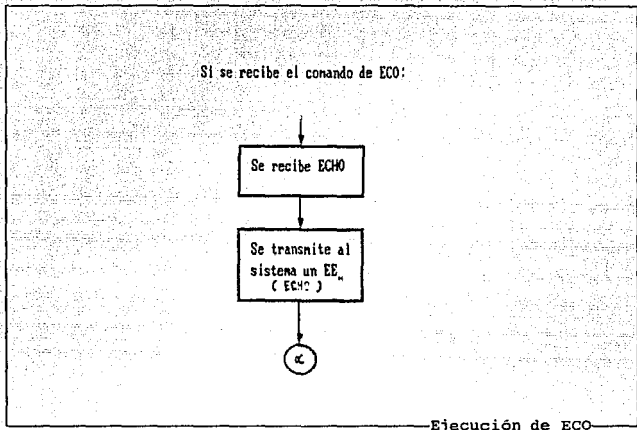 Si se recibe el comando de ECO:
Se recibe ECHO
Se transmite al
sistema un EE
∝
Ejecución de ECO